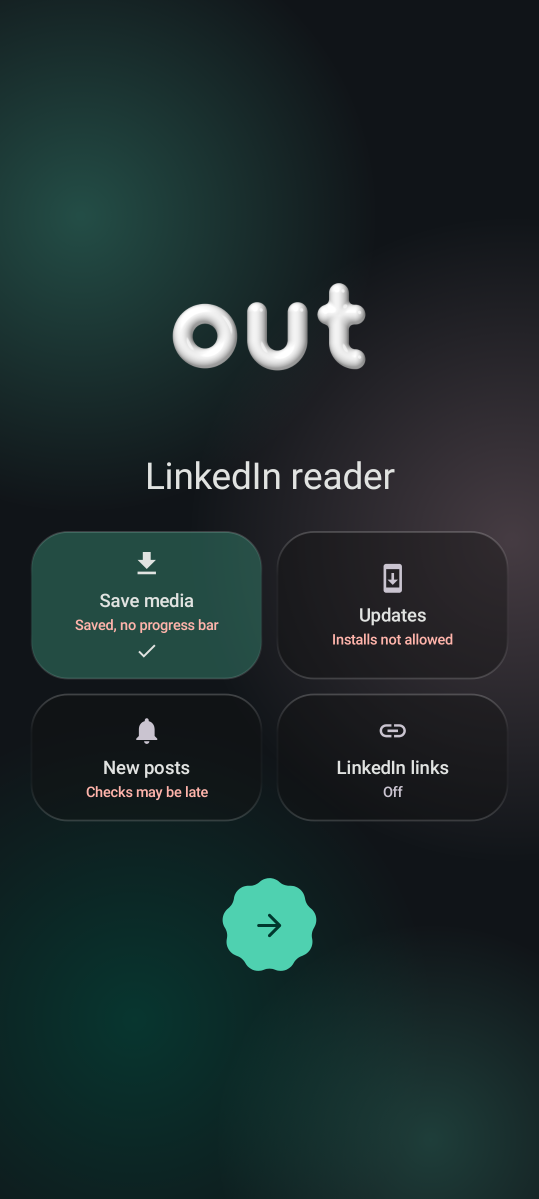 out
LinkedIn reader
Save media
Saved, no progress bar
Updates
Installs not allowed
New posts
Checks may be late
LinkedIn links
Off